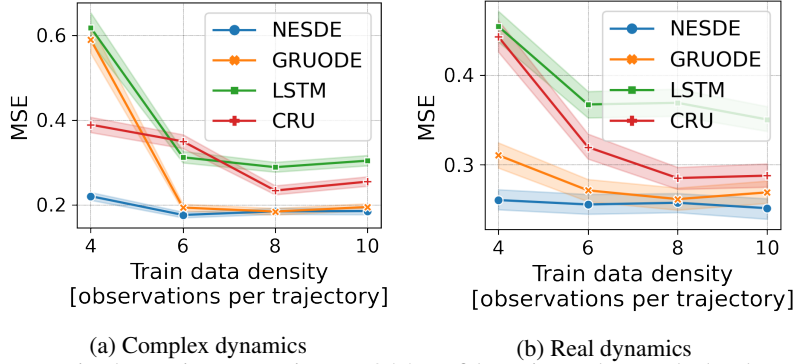 0.6
0.4
0.2
MSE
NESDE
GRUODE
LSTM
CRU
4 6 8 10
Train data density
[observations per trajectory]
(a) Complex dynamics
0.4
0.3
MSE
NESDE
GRUODE
LSTM
CRU
4 6 8 10
Train data density
[observations per trajectory]
(b) Real dynamics